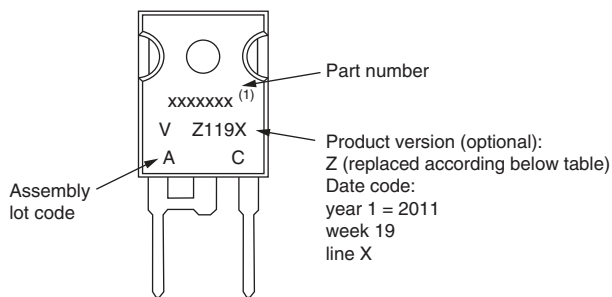 Part number
xxxxxxx (1)
V Z119X
A C
Assembly
lot code
Product version (optional):
Z (replaced according below table)
Date code:
year 1 = 2011
week 19
line X